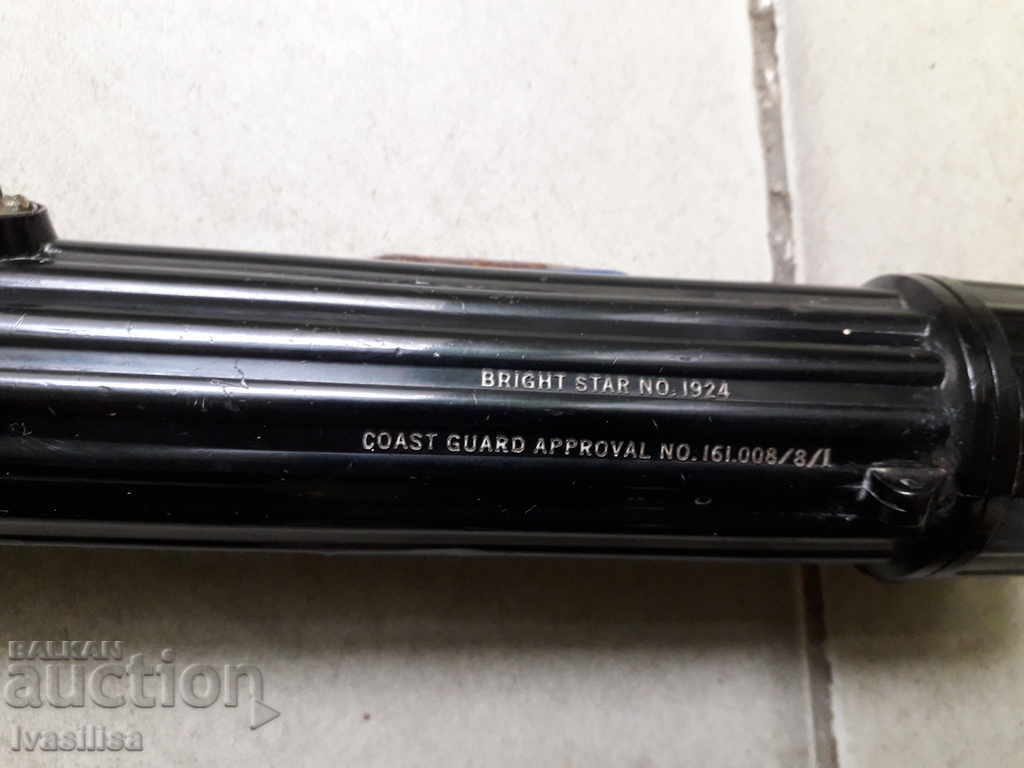 BRIGHT STAR NO. 1924
COAST GUARD APPROVAL NO. 161.008/8/1
BALKAN
auction
Ivasilisa